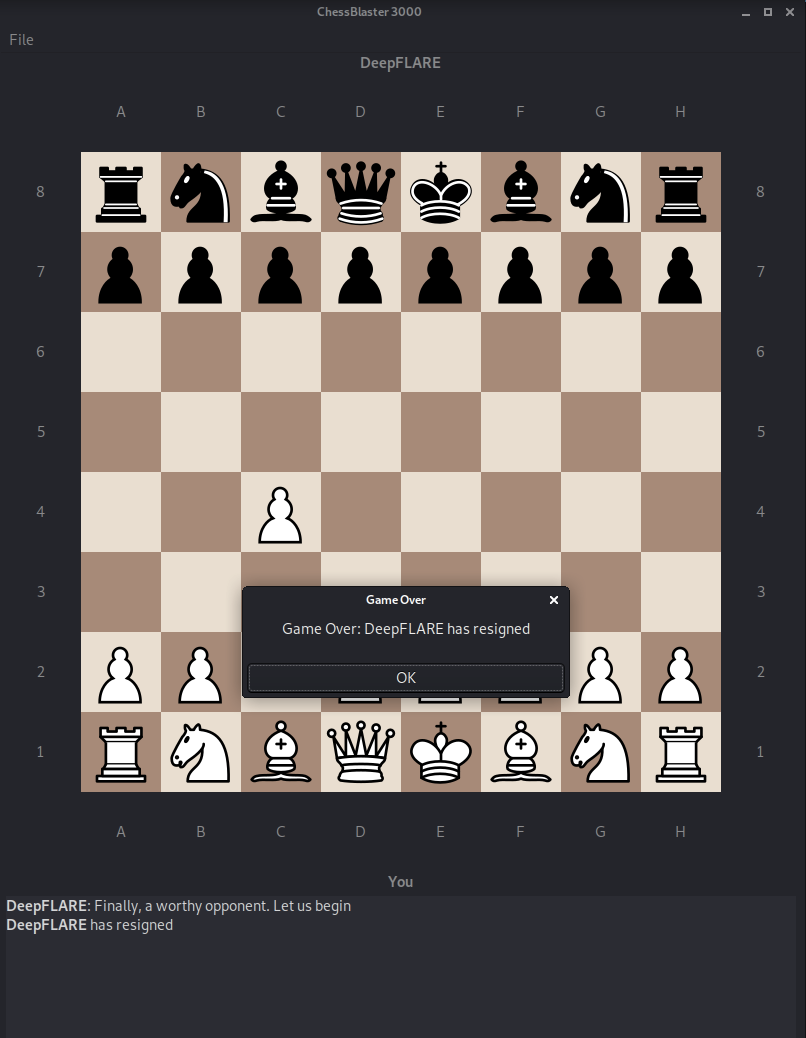 ChessBlaster 3000
File
DeepFLARE
A B C D E F G H
8 8
7 7
6 6
5 5
4 4
3 3
Game Over
Game Over: DeepFLARE has resigned
2 2
OK
1 1
A B C D E F G H
You
DeepFLARE: Finally, a worthy opponent. Let us begin
DeepFLARE has resigned